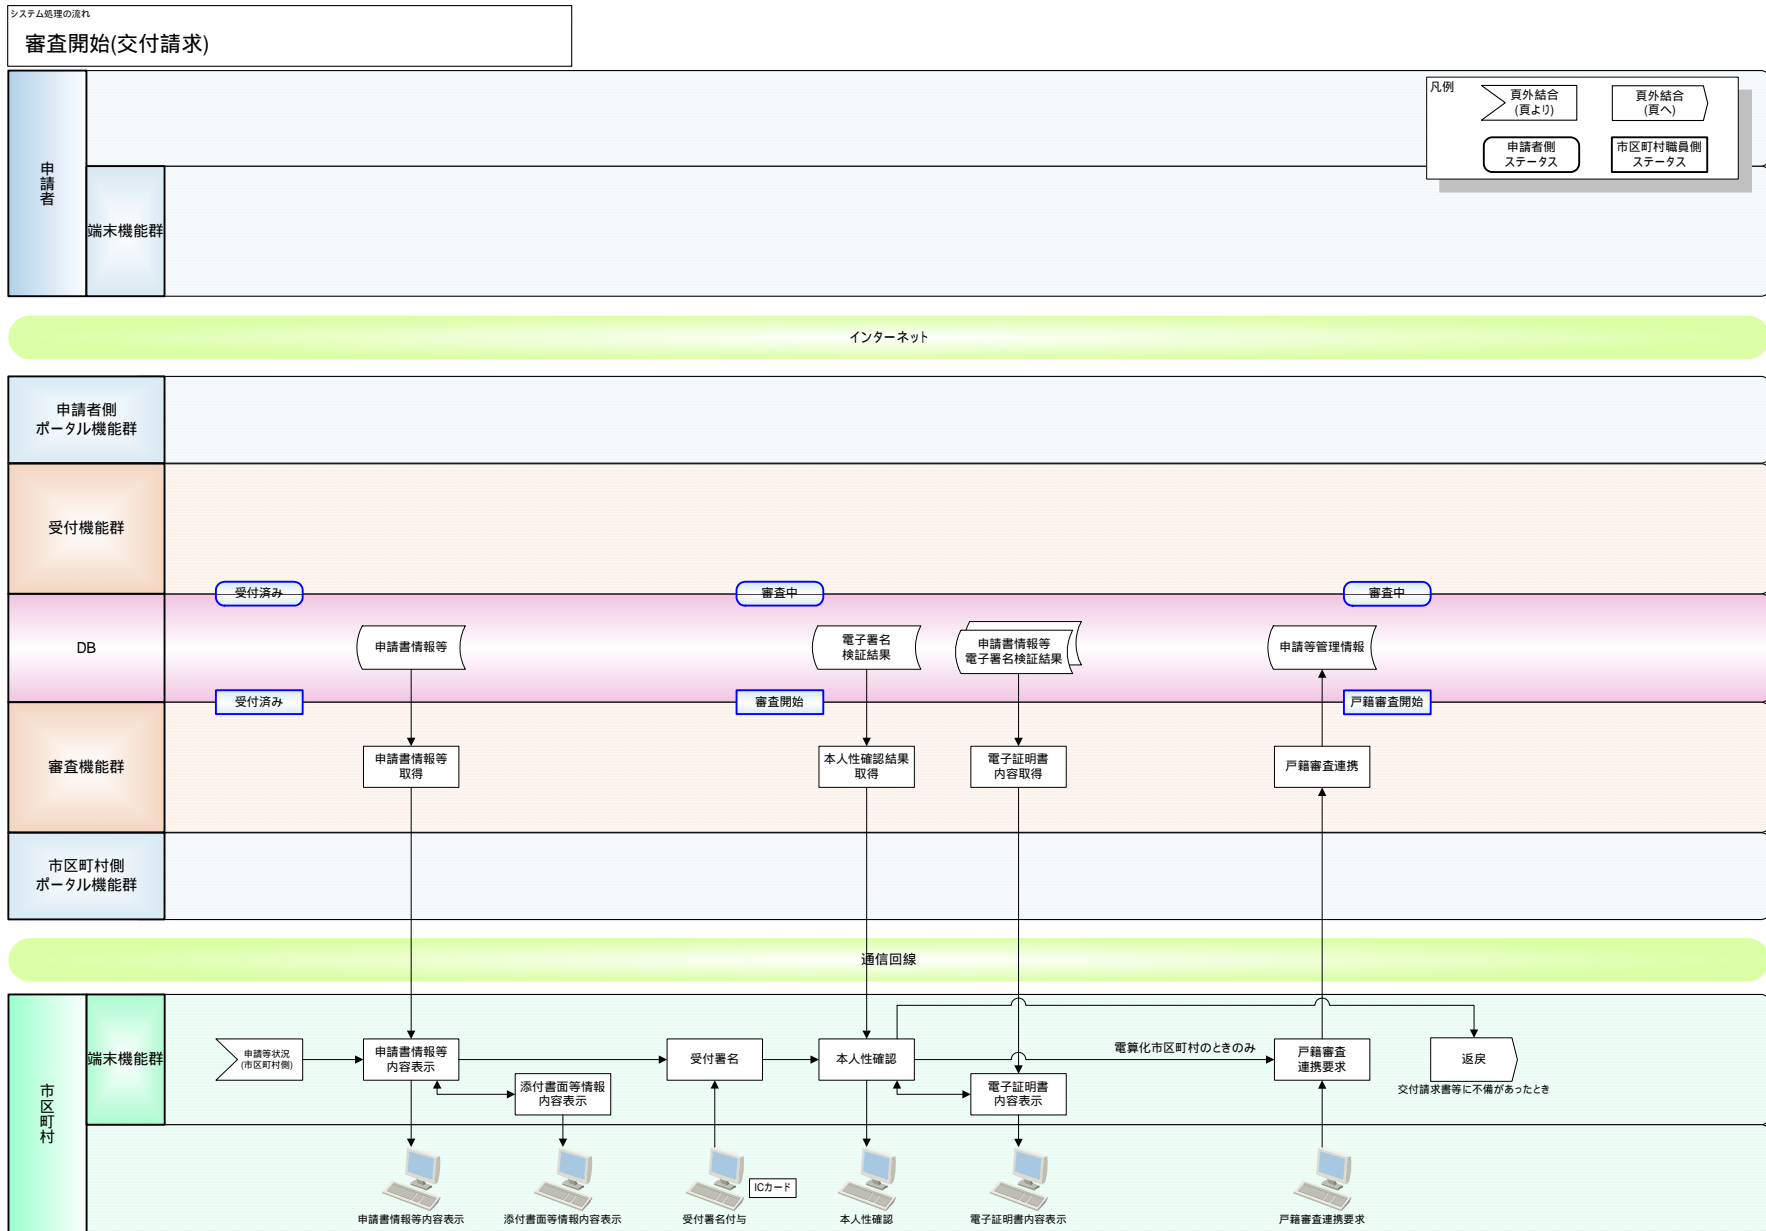 システム処理の流れ
審査開始(交付請求)
凡例
頁外結合
(頁より)
頁外結合
(頁へ)
申請者側
ステータス
市区町村職員側
ステータス
申請者
端末機能群
インターネット
申請者側
ポータル機能群
受付機能群
受付済み
審査中
審査中
DB
申請書情報等
電子署名
検証結果
申請書情報等
電子署名検証結果
申請等管理情報
受付済み
審査開始
戸籍審査開始
審査機能群
申請書情報等
取得
本人性確認結果
取得
電子証明書
内容取得
戸籍審査連携
市区町村側
ポータル機能群
通信回線
市区町村
端末機能群
申請等状況
(市区町村側)
申請書情報等
内容表示
添付書面等情報
内容表示
受付署名
本人性確認
電子証明書
内容表示
電算化市区町村のときのみ
戸籍審査
連携要求
返戻
交付請求書等に不備があったとき
ICカード
申請書情報等内容表示
添付書面等情報内容表示
受付署名付与
本人性確認
電子証明書内容表示
戸籍審査連携要求